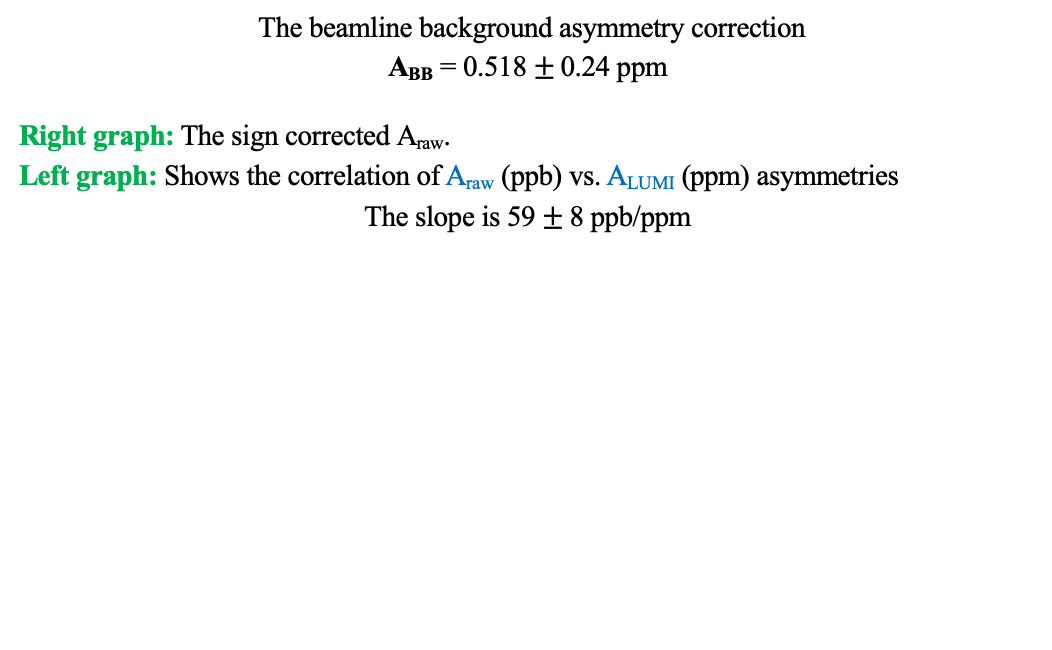 The beamline background asymmetry correction
ABB = 0.518 ± 0.24 ppm
Right graph: The sign corrected Araw.
Left graph: Shows the correlation of Araw (ppb) vs. ALUMI (ppm) asymmetries
The slope is 59 ± 8 ppb/ppm